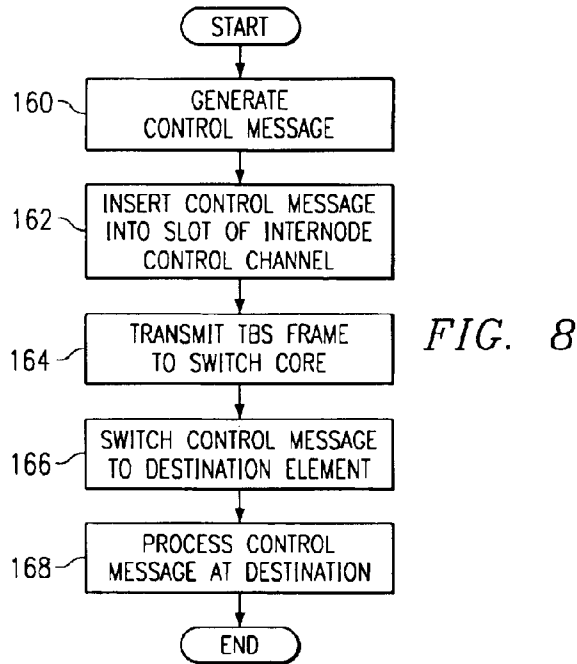 START
160
GENERATE
CONTROL MESSAGE
162
INSERT CONTROL MESSAGE
INTO SLOT OF INTERNODE
CONTROL CHANNEL
164
TRANSMIT TBS FRAME
TO SWITCH CORE
FIG. 8
166
SWITCH CONTROL MESSAGE
TO DESTINATION ELEMENT
168
PROCESS CONTROL
MESSAGE AT DESTINATION
END